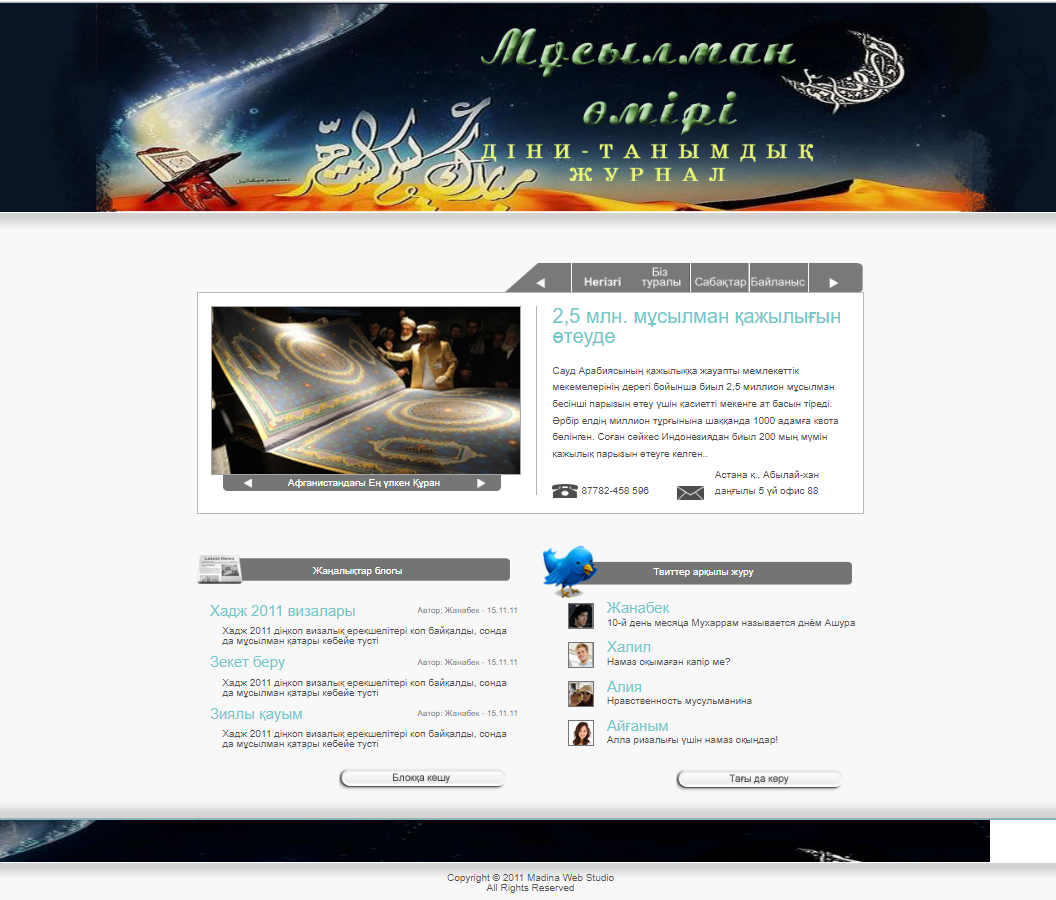 Мұсылман
өмірі
ДІНИ-ТАНЫМДЫҚ
ЖУРНАЛ
Негізгі
Біз
туралы
Сабақтар
Байланыс
2,5 млн. мұсылман қажылығын
өтеуде
Сауд Арабиясының қажылыққа жауапты мемлекеттік
мекемелерінің дерегі бойынша биыл 2,5 миллион мұсылман
бесінші парызын өтеу үшін қасиетті мекенге ат басын тіреді.
Әрбір елдің миллион тұрғынына шаққанда 1000 адамға квота
бөлінген. Соған сәйкес Индонезиядан биыл 200 мың мүмін
қажылық парызын өтеуге келген..
Афганистандағы Ең үлкен Құран
87782-458 596
Астана қ., Абылай-хан
даңғылы 5 үй офис 88
Latest News
Жаңалықтар блогы
Хадж 2011 визалары
Автор: Жанабек - 15.11.11
Хадж 2011 діңкоп визалық ерекшелітері коп байқалды, сонда
да мұсылман қатары көбейе тусті
Зекет беру
Автор: Жанабек - 15.11.11
Хадж 2011 діңкоп визалық ерекшелітері коп байқалды, сонда
да мұсылман қатары көбейе тусті
Зиялы қауым
Автор: Жанабек - 15.11.11
Хадж 2011 діңкоп визалық ерекшелітері коп байқалды, сонда
да мұсылман қатары көбейе тусті
Блокқа көшу
Твиттер арқылы жүру
Жанабек
10-й день месяца Мухаррам называется днём Ашура
Халил
Намаз оқымаған капір ме?
Алия
Нравственность мусульманина
Айғаным
Алла ризалығы үшін намаз оқыңдар!
Тағы да көру
Copyright © 2011 Madina Web Studio
All Rights Reserved